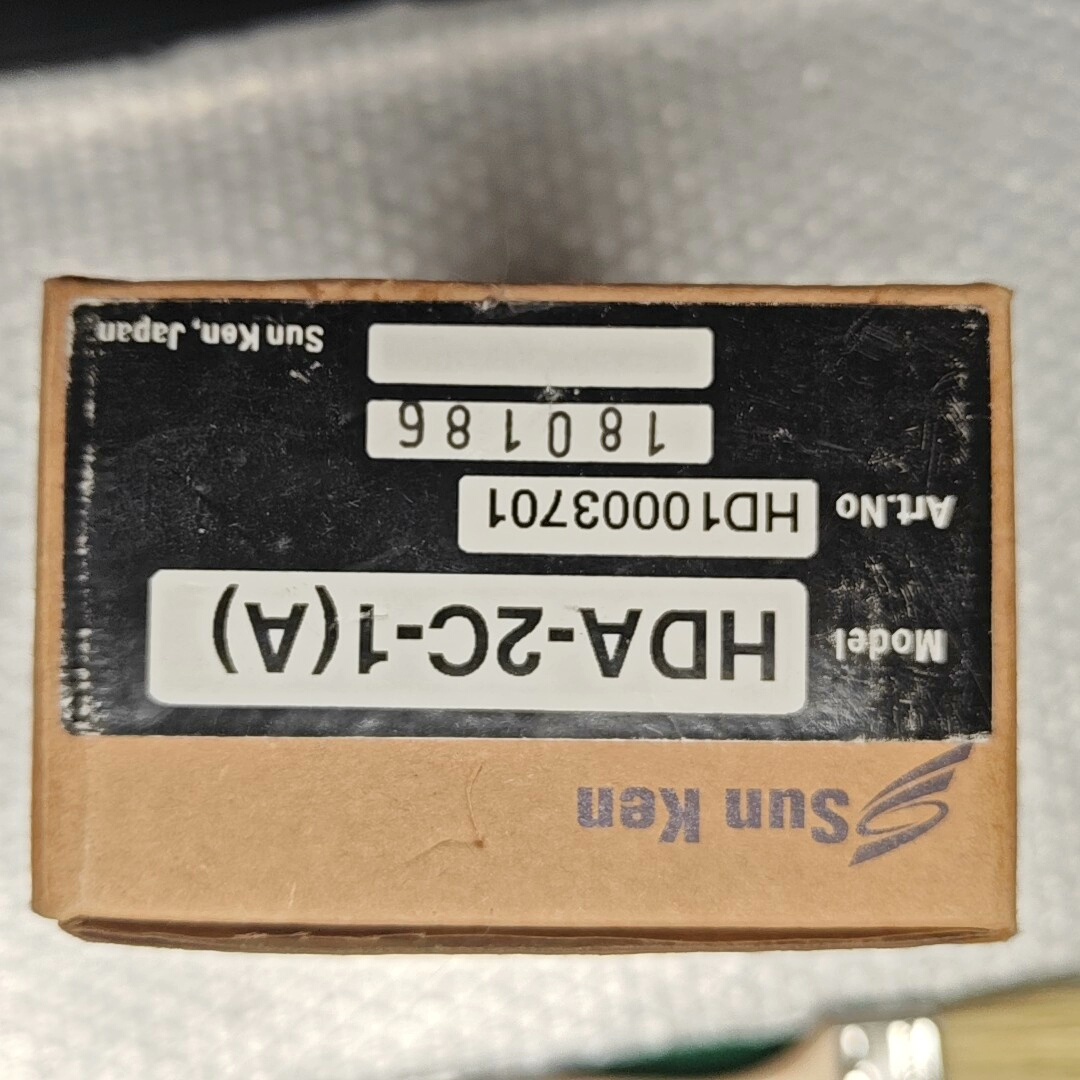 Sun Ken
Model HDA-2C-1(A)
Art.No HD10003701
180186
Sun Ken, Japan